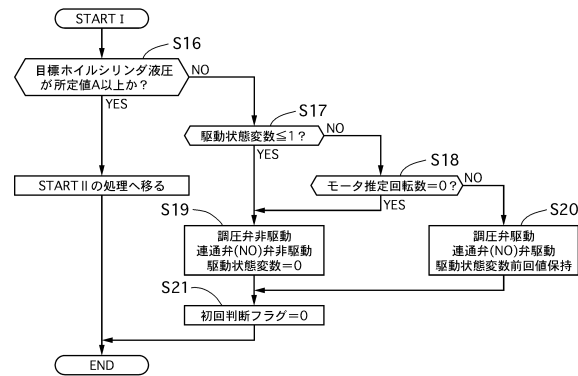 START I
S16
目標ホイルシリンダ液圧
が所定値A以上か？
NO
YES
S17
駆動状態変数≦1？
NO
YES
S18
モータ推定回転数=0？
NO
YES
START IIの処理へ移る
S19
調圧弁非駆動
連通弁(NO)弁非駆動
駆動状態変数=0
S20
調圧弁駆動
連通弁(NO)弁駆動
駆動状態変数前回値保持
S21
初回判断フラグ=0
END